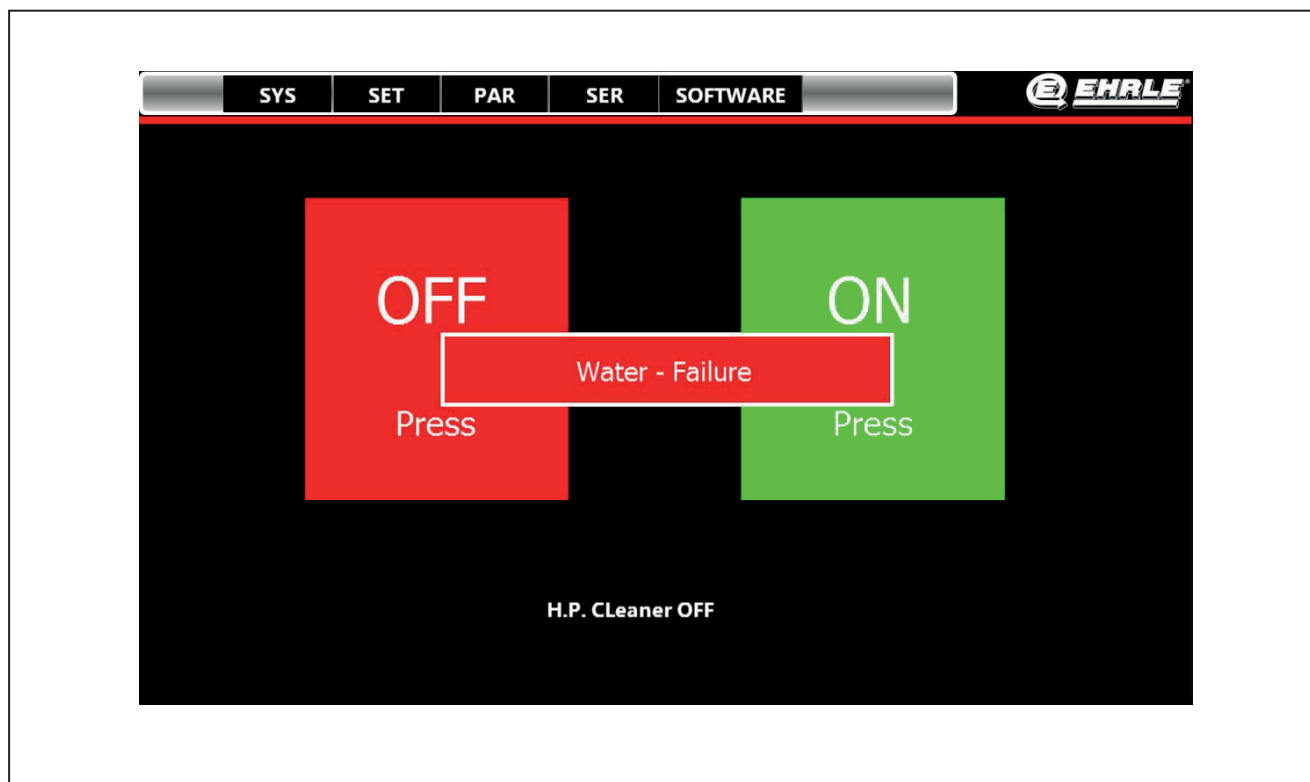 SYS SET PAR SER SOFTWARE
E EHRLE®
OFF
ON
Water - Failure
Press
Press
H.P. CLeaner OFF